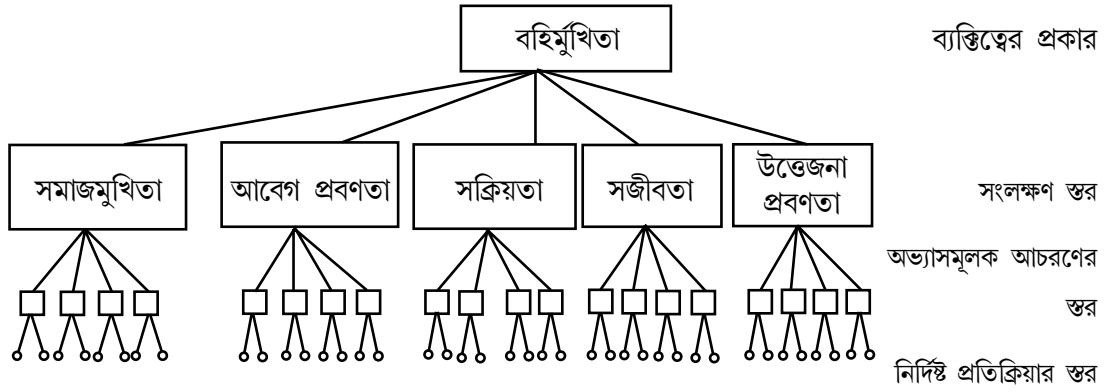 বহির্মুখিতা
ব্যক্তিত্বের প্রকার
সমাজমুখিতা
আবেগ প্রবণতা
সক্রিয়তা
সজীবতা
উত্তেজনা
প্রবণতা
সংলক্ষণ স্তর
অভ্যাসমূলক আচরণের
স্তর
নির্দিষ্ট প্রতিক্রিয়ার স্তর